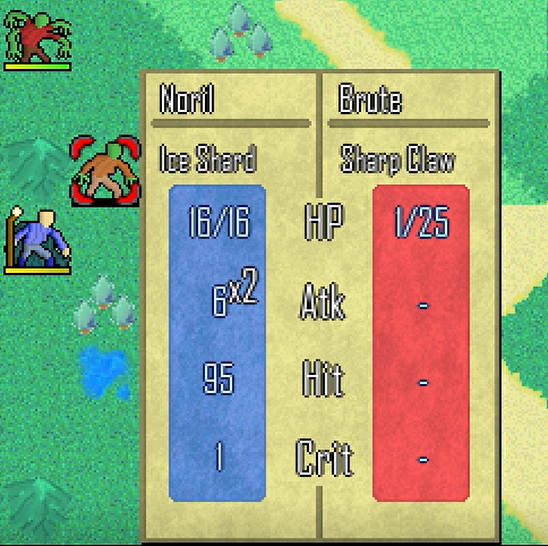 Noril Brute
Ice Shard Sharp Claw
16/16 HP 1/25
6x2 Atk -
95 Hit -
1 Crit -